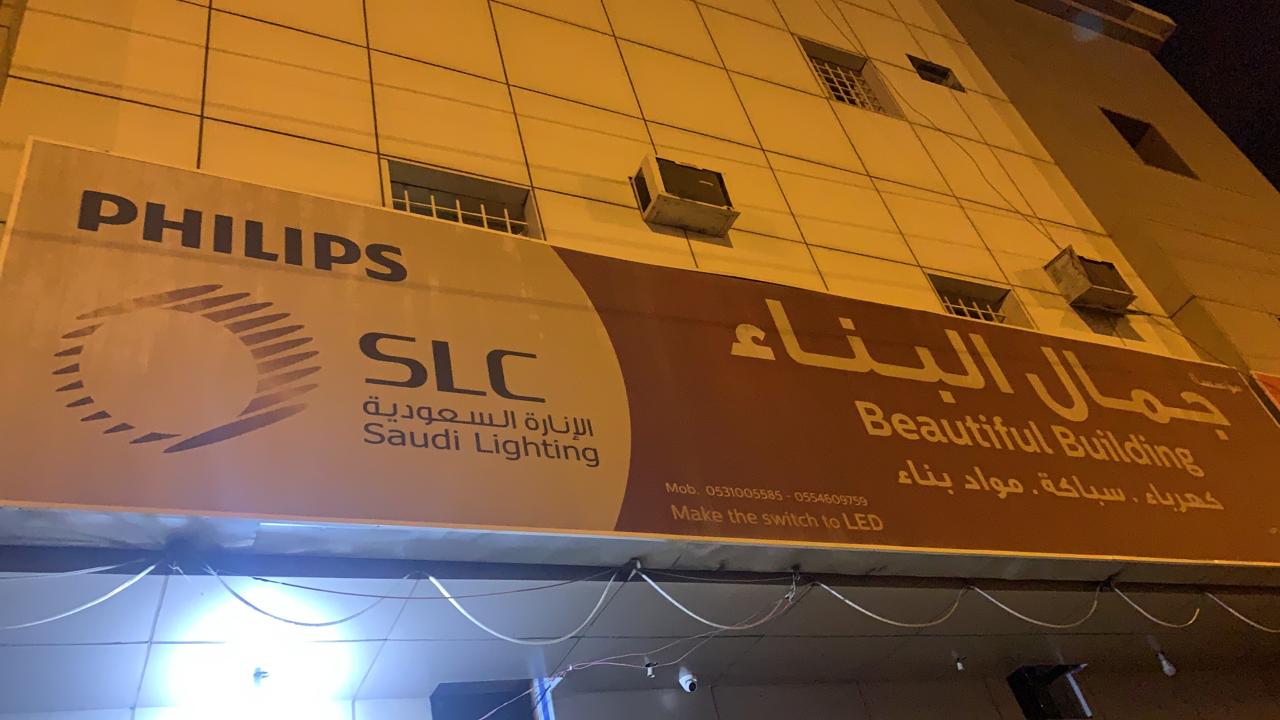 PHILIPS
SLC
الإنارة السعودية
Saudi Lighting
مؤسسة
جمال البناء
Beautiful Building
كهرباء . سباكة . مواد بناء
Mob. 0531005585 - 0554609759
Make the switch to LED